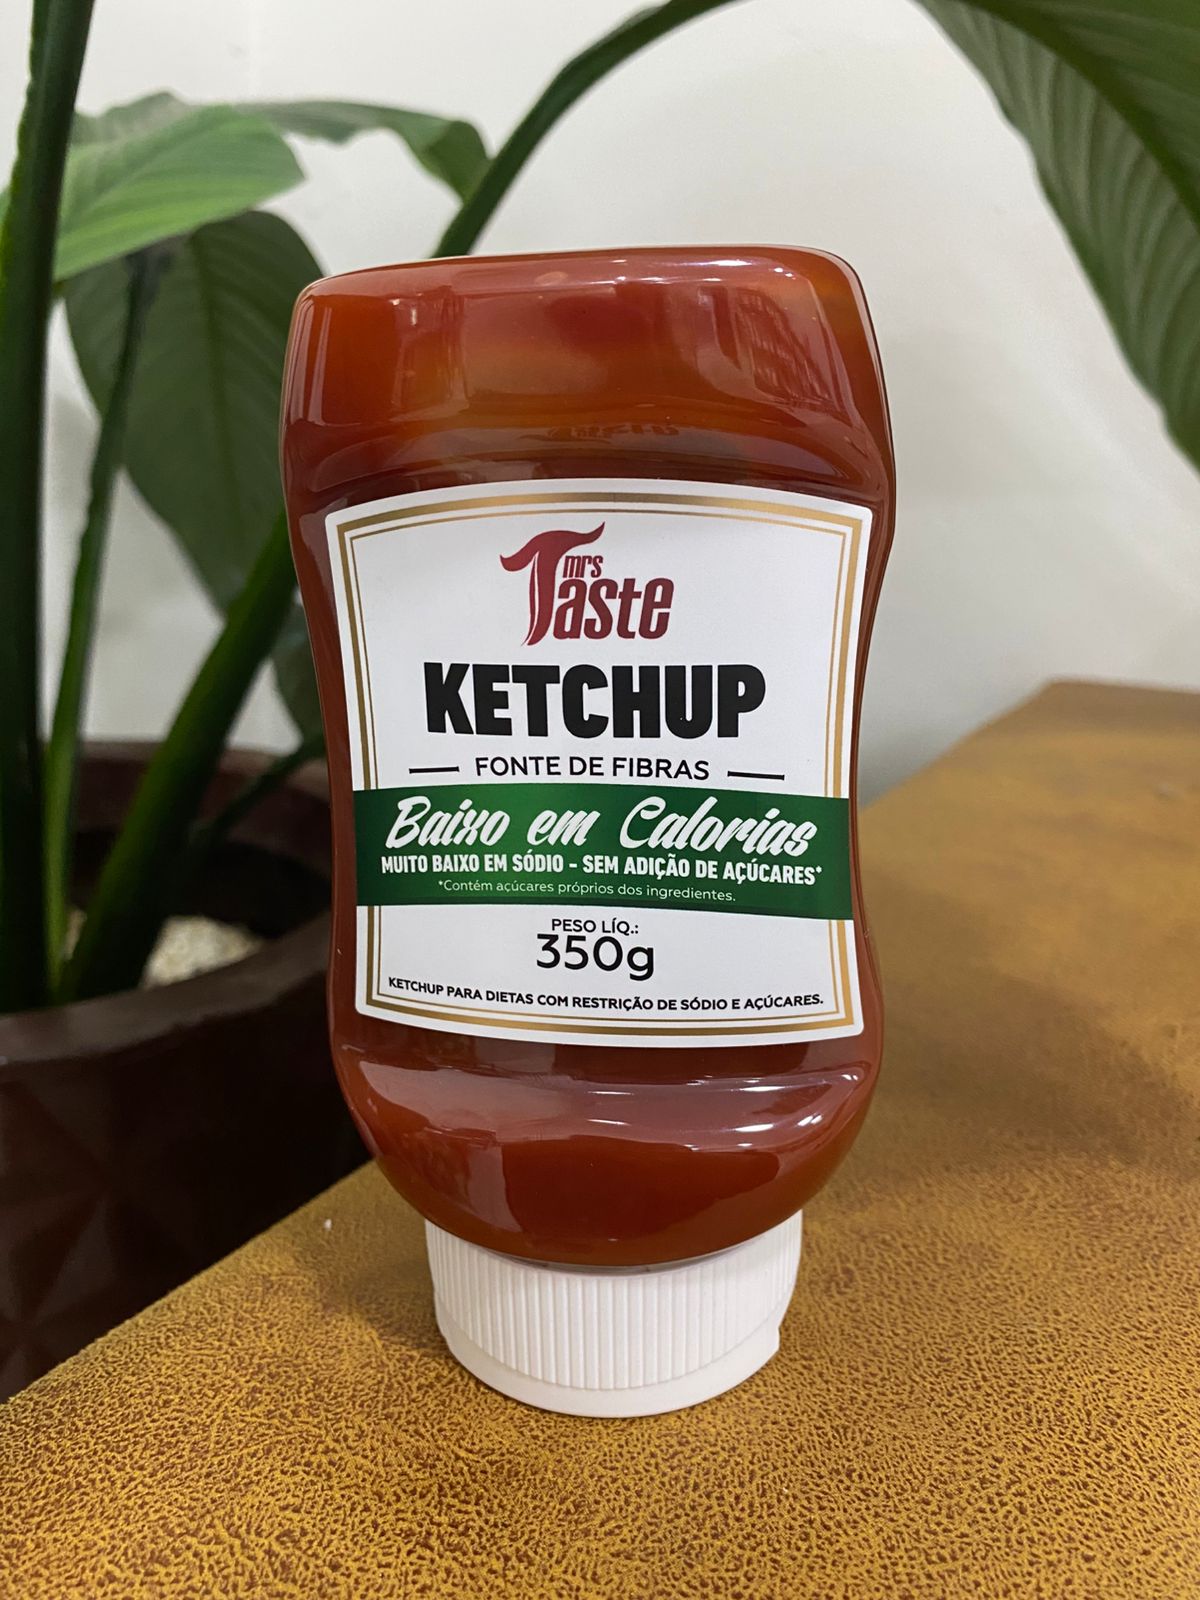 mrs
Taste
KETCHUP
FONTE DE FIBRAS
Baixo em Calorias
MUITO BAIXO EM SÓDIO - SEM ADIÇÃO DE AÇÚCARES*
*Contém açúcares próprios dos ingredientes.
PESO LÍQ.:
350g
KETCHUP PARA DIETAS COM RESTRIÇÃO DE SÓDIO E AÇÚCARES.